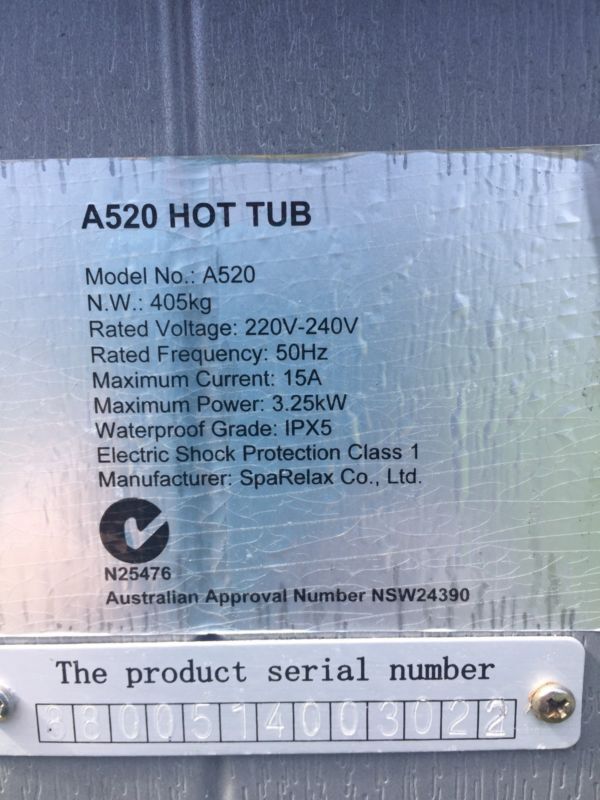 A520 HOT TUB
Model No.: A520
N.W.: 405kg
Rated Voltage: 220V-240V
Rated Frequency: 50Hz
Maximum Current: 15A
Maximum Power: 3.25kW
Waterproof Grade: IPX5
Electric Shock Protection Class 1
Manufacturer: SpaRelax Co., Ltd.
N25476
Australian Approval Number NSW24390
The product serial number